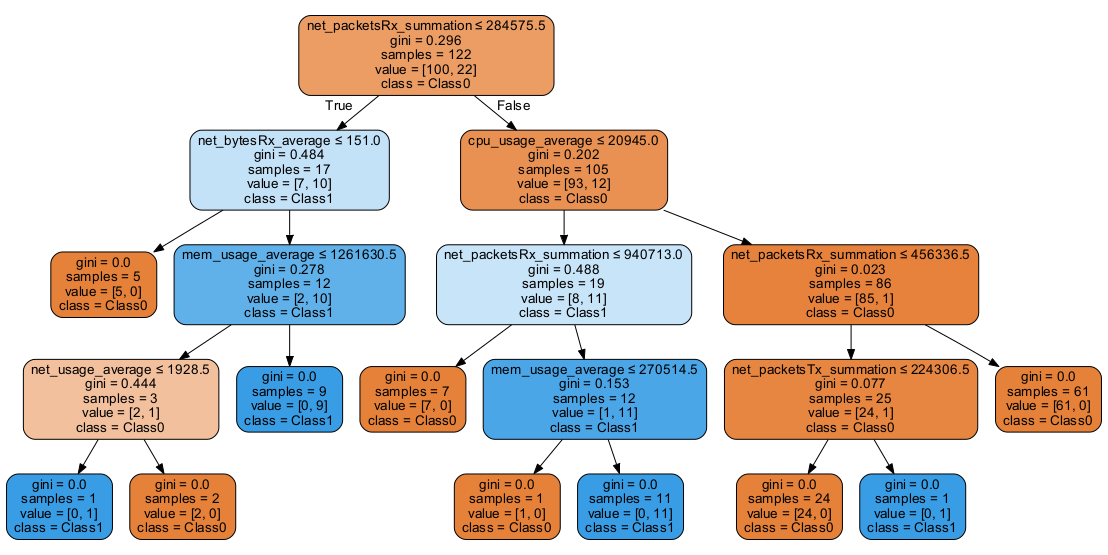 net_packetsRx_summation ≤ 284575.5
gini = 0.296
samples = 122
value = [100, 22]
class = Class0
True
False
net_bytesRx_average ≤ 151.0
gini = 0.484
samples = 17
value = [7, 10]
class = Class1
cpu_usage_average ≤ 20945.0
gini = 0.202
samples = 105
value = [93, 12]
class = Class0
gini = 0.0
samples = 5
value = [5, 0]
class = Class0
mem_usage_average ≤ 1261630.5
gini = 0.278
samples = 12
value = [2, 10]
class = Class1
net_packetsRx_summation ≤ 940713.0
gini = 0.488
samples = 19
value = [8, 11]
class = Class1
net_packetsRx_summation ≤ 456336.5
gini = 0.023
samples = 86
value = [85, 1]
class = Class0
net_usage_average ≤ 1928.5
gini = 0.444
samples = 3
value = [2, 1]
class = Class0
gini = 0.0
samples = 9
value = [0, 9]
class = Class1
gini = 0.0
samples = 7
value = [7, 0]
class = Class0
mem_usage_average ≤ 270514.5
gini = 0.153
samples = 12
value = [1, 11]
class = Class1
net_packetsTx_summation ≤ 224306.5
gini = 0.077
samples = 25
value = [24, 1]
class = Class0
gini = 0.0
samples = 61
value = [61, 0]
class = Class0
gini = 0.0
samples = 1
value = [0, 1]
class = Class1
gini = 0.0
samples = 2
value = [2, 0]
class = Class0
gini = 0.0
samples = 1
value = [1, 0]
class = Class0
gini = 0.0
samples = 11
value = [0, 11]
class = Class1
gini = 0.0
samples = 24
value = [24, 0]
class = Class0
gini = 0.0
samples = 1
value = [0, 1]
class = Class1